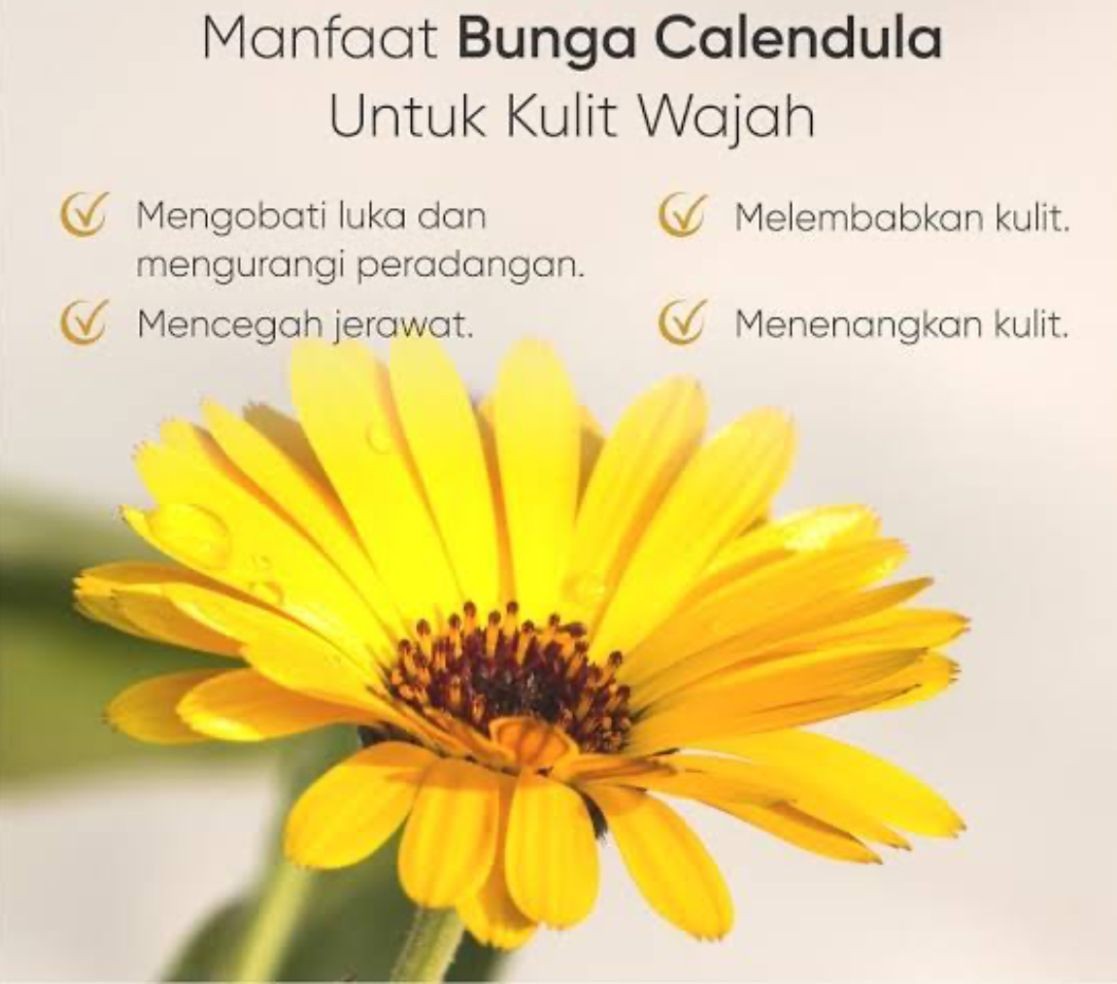 Manfaat Bunga Calendula
Untuk Kulit Wajah
Mengobati luka dan
mengurangi peradangan.
Mencegah jerawat.
Melembabkan kulit.
Menenangkan kulit.